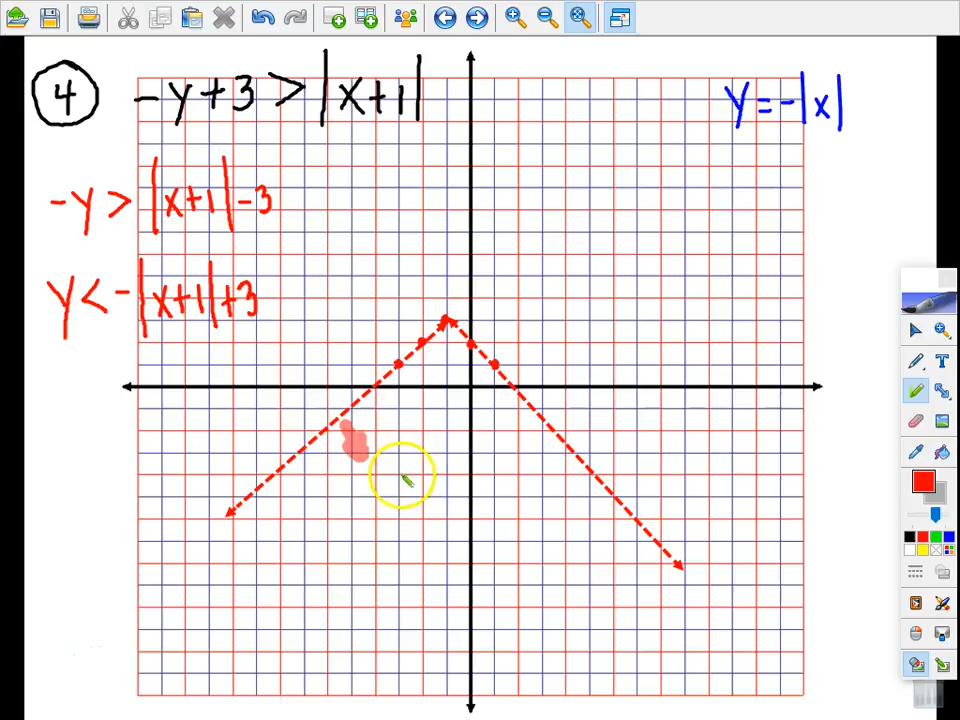 ④ -y+3 > |x+1|
y = -|x|
-y > |x+1| -3
y < -|x+1| +3